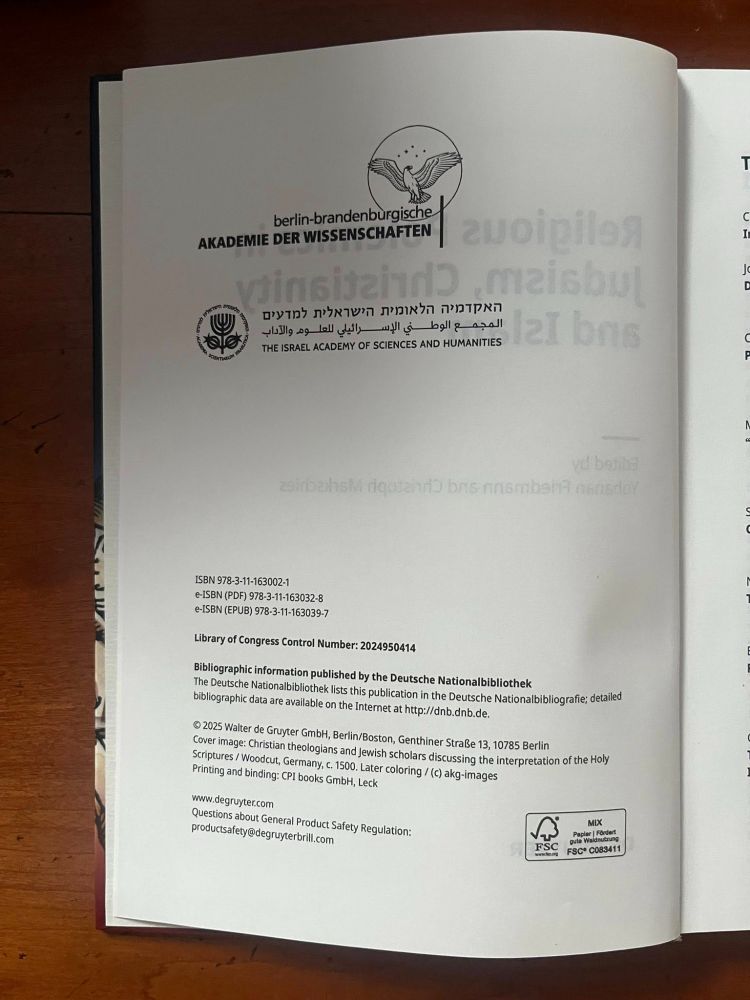 berlin-brandenburgische
AKADEMIE DER WISSENSCHAFTEN
האקדמיה הלאומית הישראלית למדעים
المجمع الوطني الإسرائيلي للعلوم والآداب
THE ISRAEL ACADEMY OF SCIENCES AND HUMANITIES
ISBN 978-3-11-163002-1
e-ISBN (PDF) 978-3-11-163032-8
e-ISBN (EPUB) 978-3-11-163039-7
Library of Congress Control Number: 2024950414
Bibliographic information published by the Deutsche Nationalbibliothek
The Deutsche Nationalbibliothek lists this publication in the Deutsche Nationalbibliografie; detailed
bibliographic data are available on the Internet at http://dnb.dnb.de.
© 2025 Walter de Gruyter GmbH, Berlin/Boston, Genthiner Straße 13, 10785 Berlin
Cover image: Christian theologians and Jewish scholars discussing the interpretation of the Holy
Scriptures / Woodcut, Germany, c. 1500. Later coloring / (c) akg-images
Printing and binding: CPI books GmbH, Leck
www.degruyter.com
Questions about General Product Safety Regulation:
productsafety@degruyterbrill.com
FSC
www.fsc.org
MIX
Papier | Fördert
gute Waldnutzung
FSC® C083411